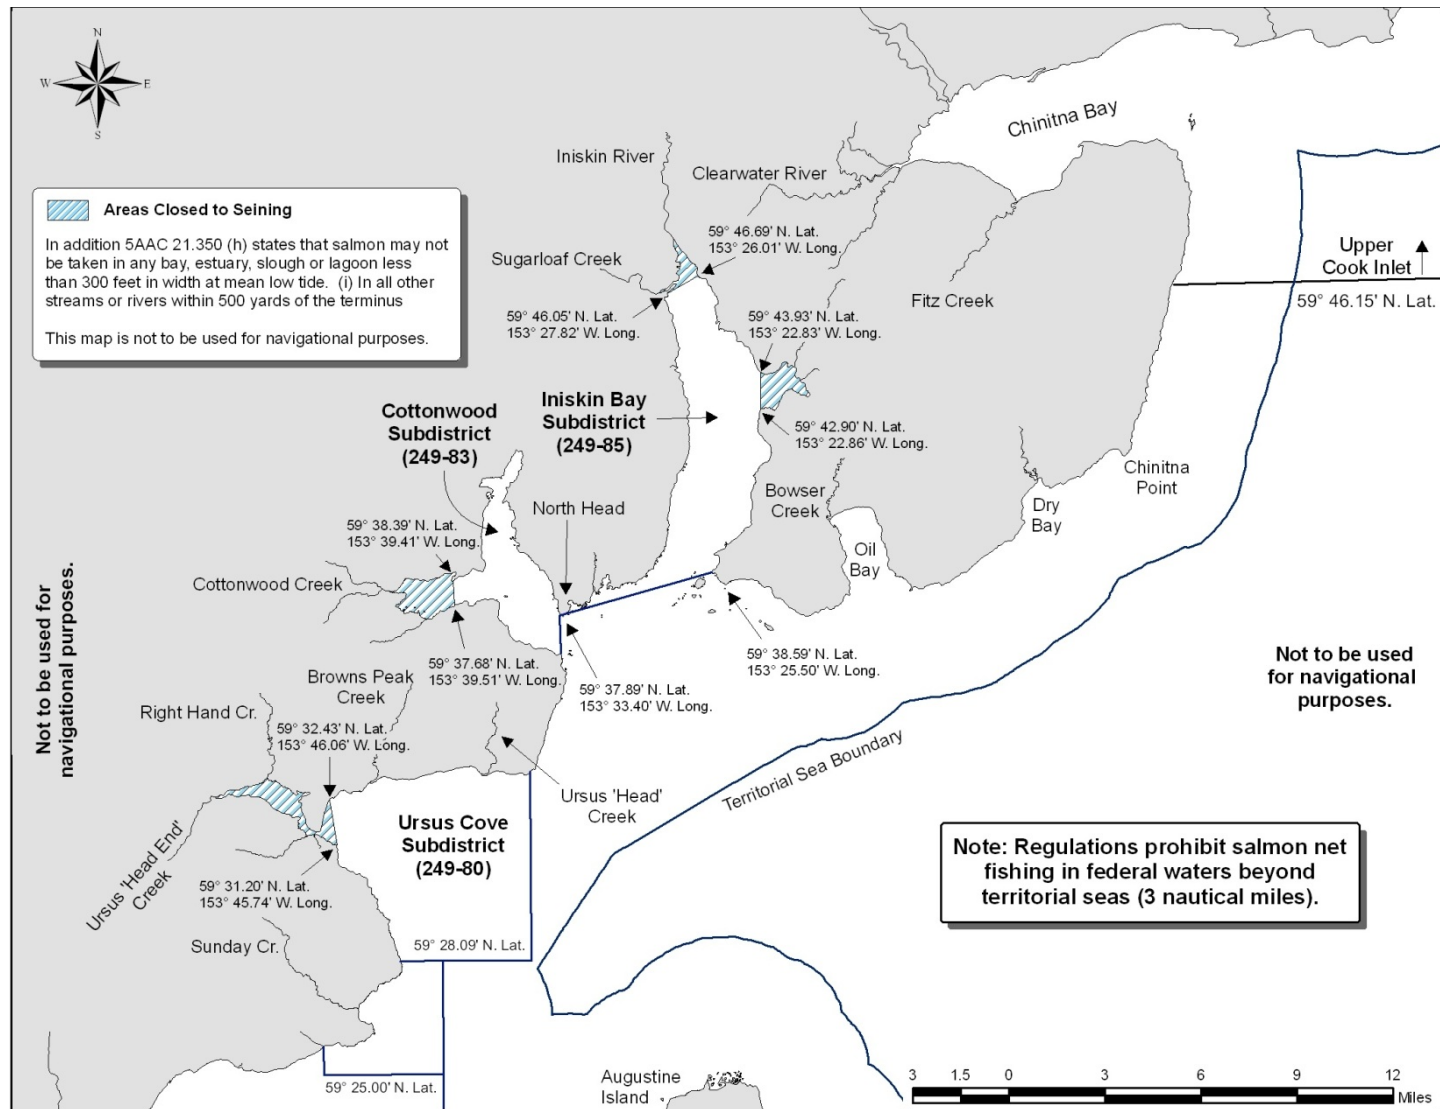 N
W
E
S
Areas Closed to Seining
In addition 5AAC 21.350 (h) states that salmon may not
be taken in any bay, estuary, slough or lagoon less
than 300 feet in width at mean low tide. (i) In all other
streams or rivers within 500 yards of the terminus
This map is not to be used for navigational purposes.
Chinitna Bay
Iniskin River
Clearwater River
59° 46.69' N. Lat.
153° 26.01' W. Long.
Sugarloaf Creek
Upper
Cook Inlet
59° 46.15' N. Lat.
Fitz Creek
59° 46.05' N. Lat.
153° 27.82' W. Long.
59° 43.93' N. Lat.
153° 22.83' W. Long.
Cottonwood
Subdistrict
(249-83)
Iniskin Bay
Subdistrict
(249-85)
59° 42.90' N. Lat.
153° 22.86' W. Long.
Chinitna
Point
Bowser
Creek
Dry
Bay
North Head
59° 38.39' N. Lat.
153° 39.41' W. Long.
Oil
Bay
Cottonwood Creek
Not to be used for
navigational purposes.
59° 37.68' N. Lat.
153° 39.51' W. Long.
59° 38.59' N. Lat.
153° 25.50' W. Long.
59° 37.89' N. Lat.
153° 33.40' W. Long.
Not to be used
for navigational
purposes.
Browns Peak
Creek
Right Hand Cr.
59° 32.43' N. Lat.
153° 46.06' W. Long.
Territorial Sea Boundary
Ursus 'Head'
Creek
Ursus Cove
Subdistrict
(249-80)
Ursus 'Head End'
Creek
59° 31.20' N. Lat.
153° 45.74' W. Long.
Note: Regulations prohibit salmon net
fishing in federal waters beyond
territorial seas (3 nautical miles).
Sunday Cr.
59° 28.09' N. Lat.
59° 25.00' N. Lat.
Augustine
Island
3 1.5 0 3 6 9 12
Miles